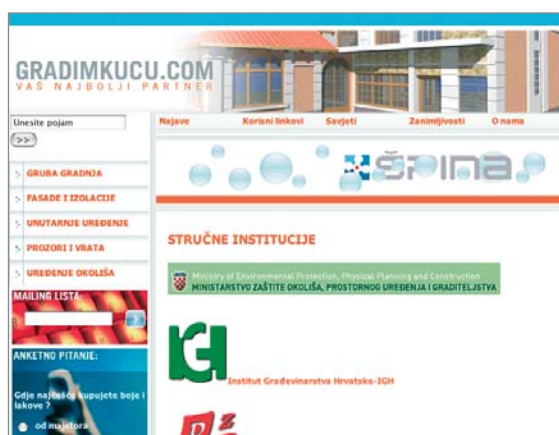 GRADIMKUCU.COM
VAŠ NAJBOLJI PARTNER
Unesite pojam
>>
Najave Korisni linkovi Savjeti Zanimljivosti O nama
GRUBA GRADNJA
FASADE I IZOLACIJE
UNUTARNJE UREĐENJE
PROZORI I VRATA
UREĐENJE OKOLIŠA
MAILING LISTA:
ANKETNO PITANJE:
Gdje najčešće kupujete boje i
lakove ?
od majstora
ŠPINA
STRUČNE INSTITUCIJE
Ministry of Environmental Protection, Physical Planning and Construction
MINISTARSTVO ZAŠTITE OKOLIŠA, PROSTORNOG UREĐENJA I GRADITELJSTVA
IGH
Institut Građevinarstva Hrvatske-IGH